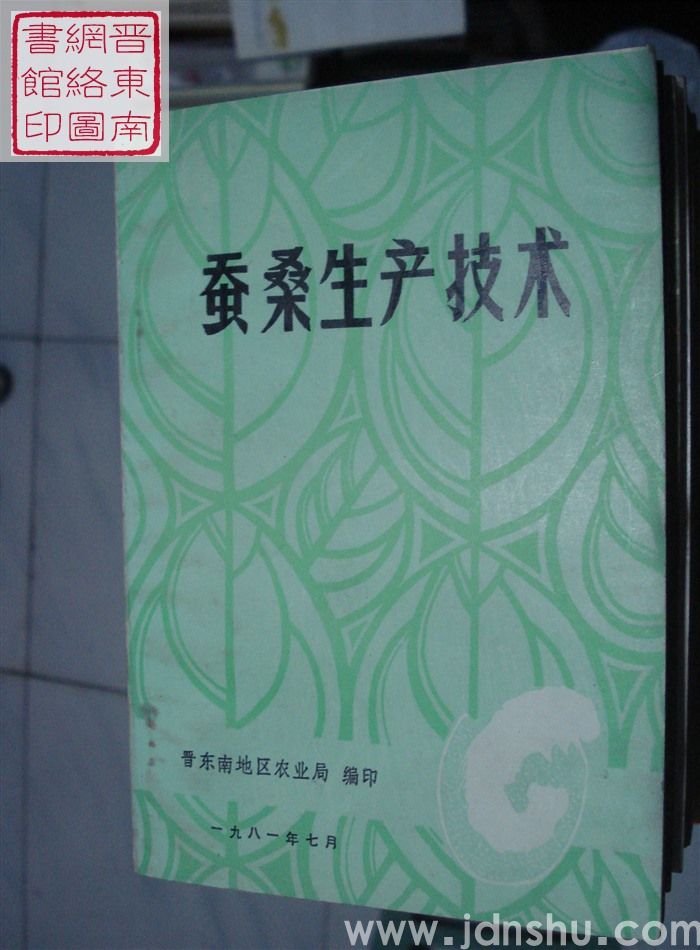 晋東南
網絡圖
書館印
蚕桑生产技术
晋东南地区农业局 编印
一九八一年七月
www.jdnshu.com